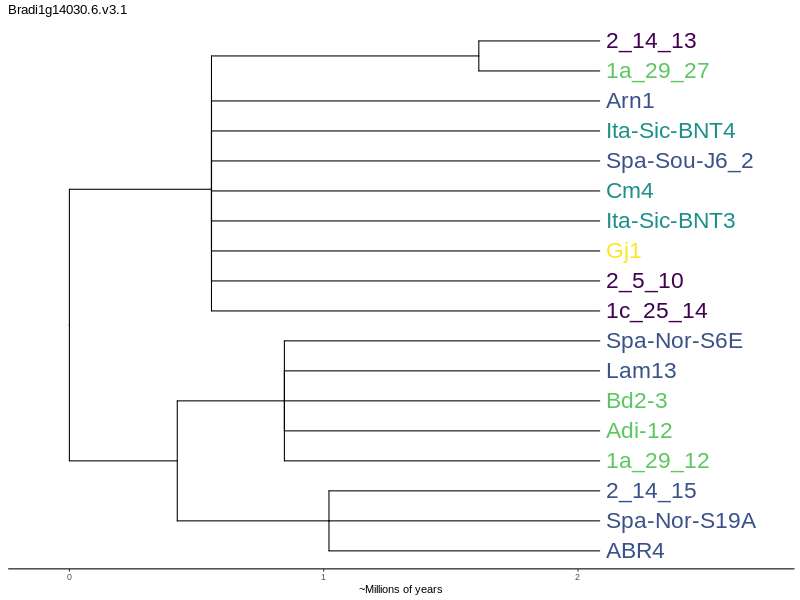 Bradi1g14030.6.v3.1
2_14_13
1a_29_27
Arn1
Ita-Sic-BNT4
Spa-Sou-J6_2
Cm4
Ita-Sic-BNT3
Gj1
2_5_10
1c_25_14
Spa-Nor-S6E
Lam13
Bd2-3
Adi-12
1a_29_12
2_14_15
Spa-Nor-S19A
ABR4
0 1 2
~Millions of years